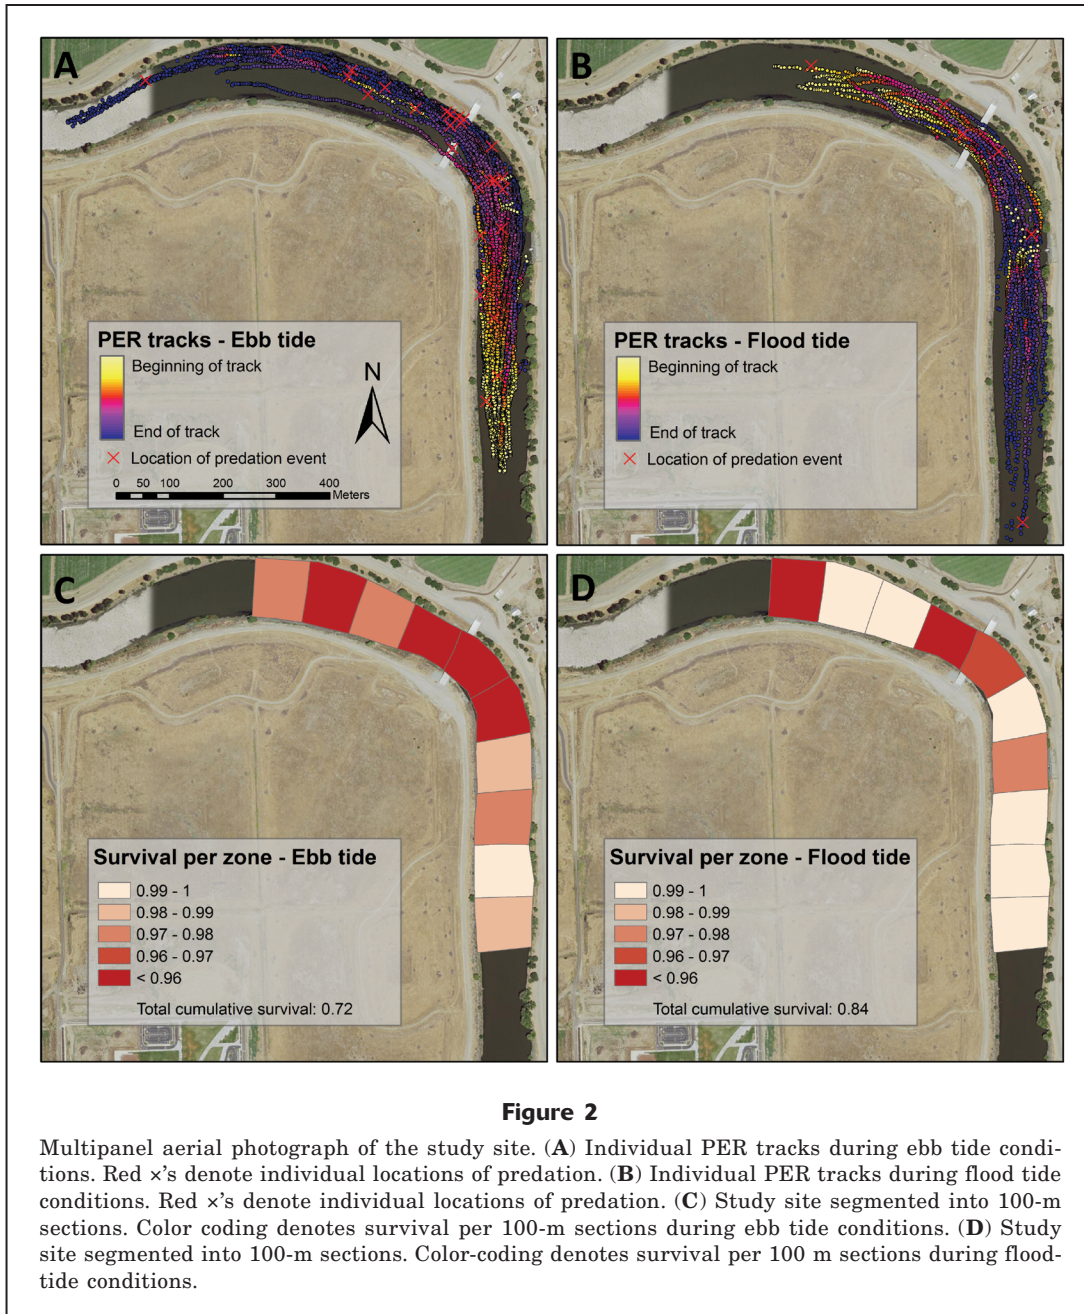 A
PER tracks - Ebb tide
Beginning of track
End of track
Location of predation event
N
0 50 100 200 300 400
Meters
B
PER tracks - Flood tide
Beginning of track
End of track
Location of predation event
C
Survival per zone - Ebb tide
0.99 - 1
0.98 - 0.99
0.97 - 0.98
0.96 - 0.97
< 0.96
Total cumulative survival: 0.72
D
Survival per zone - Flood tide
0.99 - 1
0.98 - 0.99
0.97 - 0.98
0.96 - 0.97
< 0.96
Total cumulative survival: 0.84
Figure 2
Multipanel aerial photograph of the study site. (A) Individual PER tracks during ebb tide condi-
tions. Red ×'s denote individual locations of predation. (B) Individual PER tracks during flood tide
conditions. Red ×'s denote individual locations of predation. (C) Study site segmented into 100-m
sections. Color coding denotes survival per 100-m sections during ebb tide conditions. (D) Study
site segmented into 100-m sections. Color-coding denotes survival per 100 m sections during flood-
tide conditions.